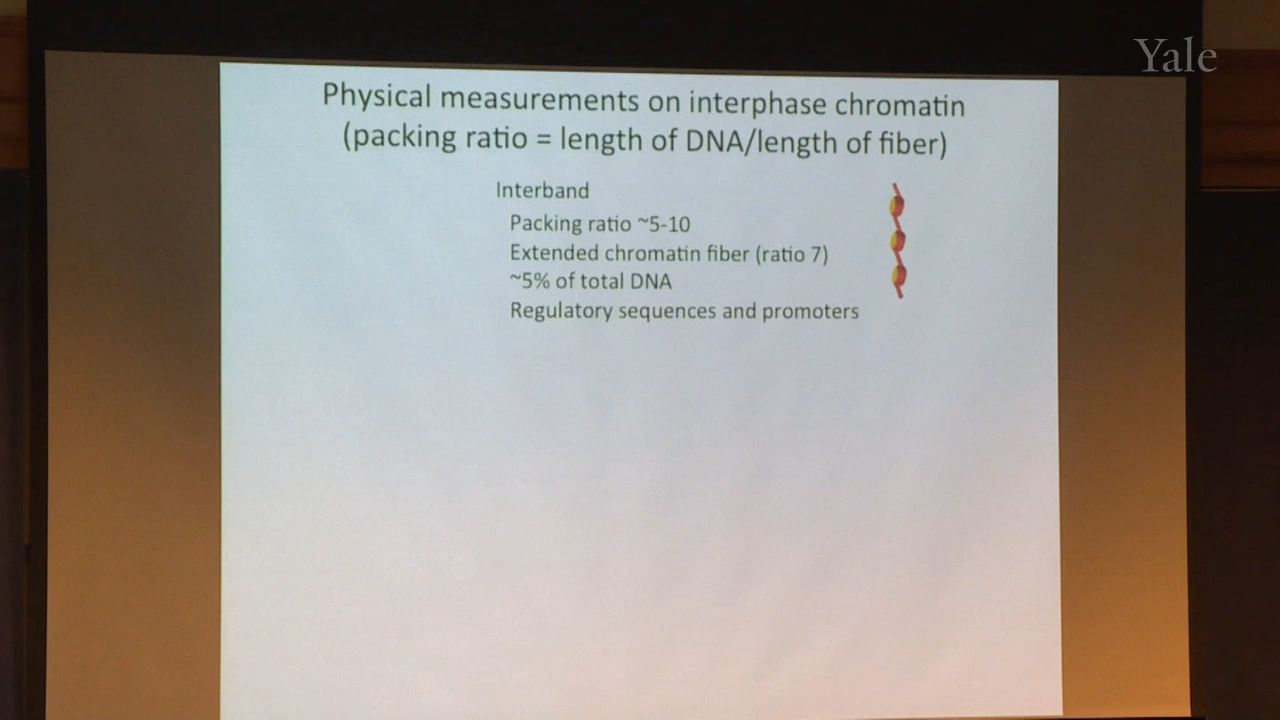 Yale
Physical measurements on interphase chromatin
(packing ratio = length of DNA/length of fiber)
Interband
Packing ratio ~5-10
Extended chromatin fiber (ratio 7)
~5% of total DNA
Regulatory sequences and promoters